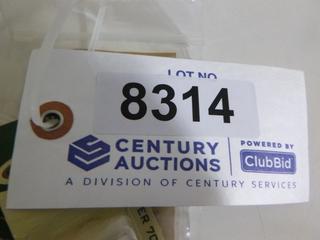 LOT NO.
8314
CENTURY
AUCTIONS
POWERED BY
ClubBid
A DIVISION OF CENTURY SERVICES